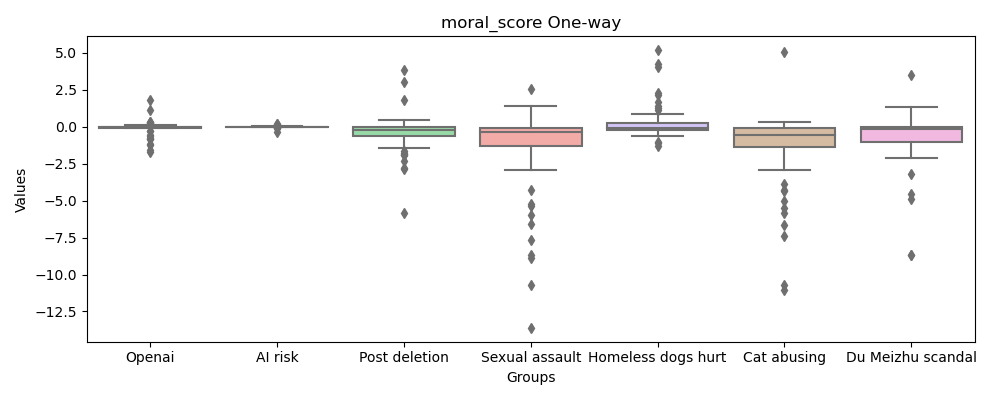 moral_score One-way
5.0
2.5
0.0
−2.5
−5.0
−7.5
−10.0
−12.5
Values
Openai
AI risk
Post deletion
Sexual assault
Homeless dogs hurt
Cat abusing
Du Meizhu scandal
Groups